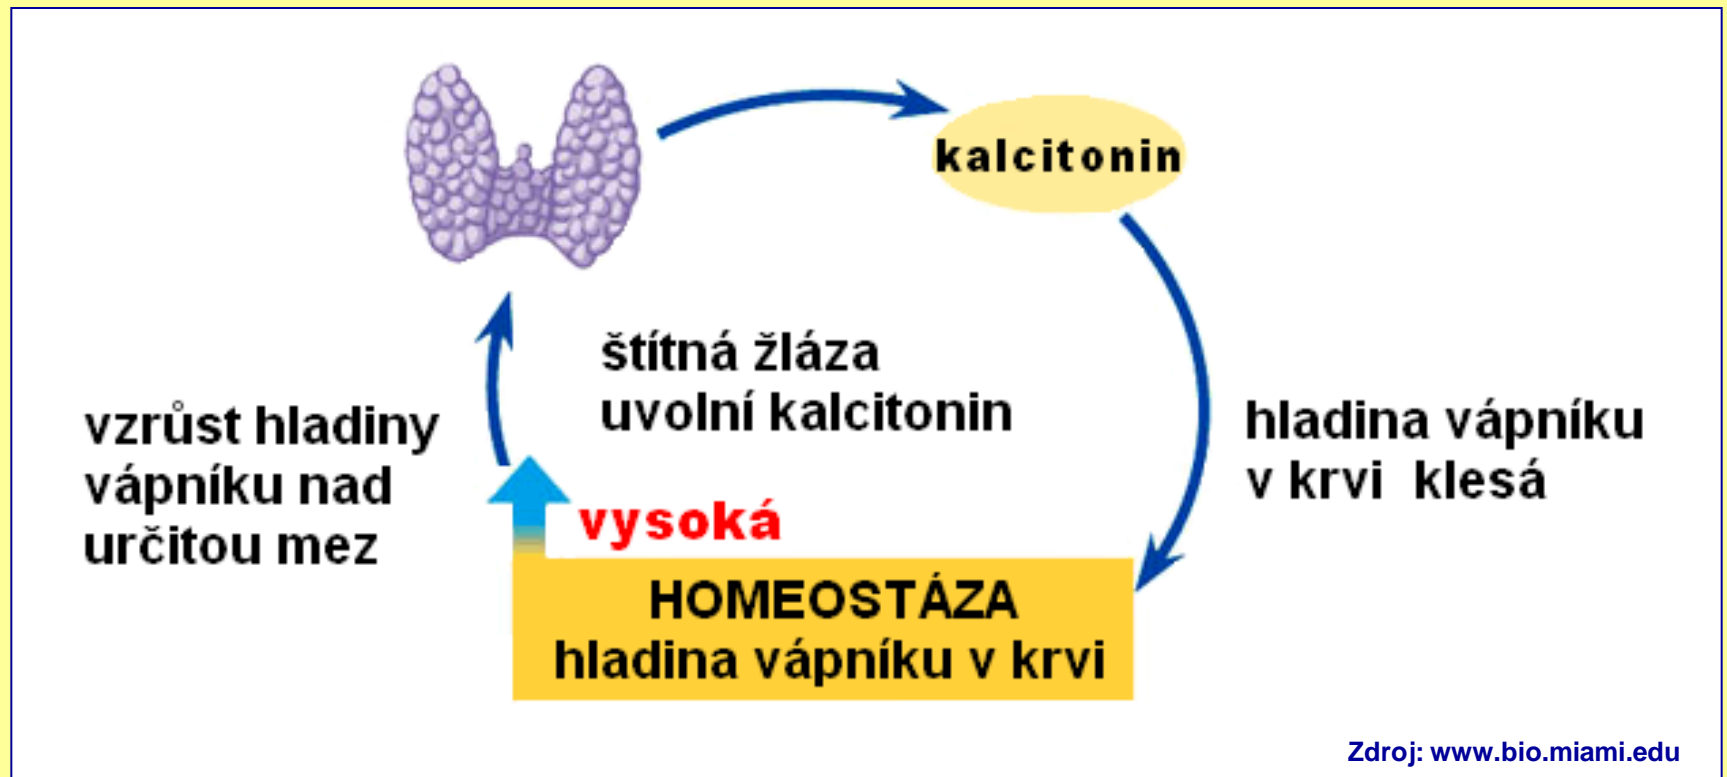 kalcitonin
štítná žláza
uvolní kalcitonin
vzrůst hladiny
vápníku nad
určitou mez
hladina vápníku
v krvi klesá
vysoká
HOMEOSTÁZA
hladina vápníku v krvi
Zdroj: www.bio.miami.edu